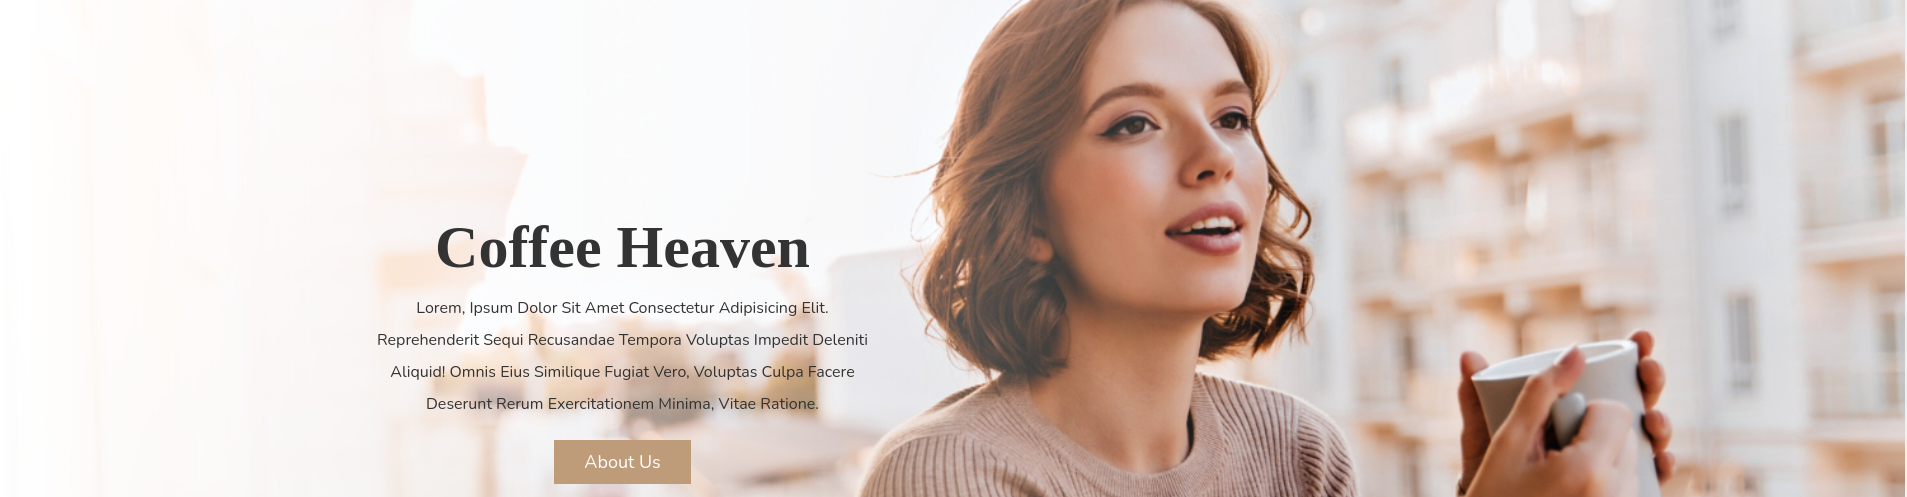 Coffee Heaven
Lorem, Ipsum Dolor Sit Amet Consectetur Adipisicing Elit.
Reprehenderit Sequi Recusandae Tempora Voluptas Impedit Deleniti
Aliquid! Omnis Eius Similique Fugiat Vero, Voluptas Culpa Facere
Deserunt Rerum Exercitationem Minima, Vitae Ratione.
About Us